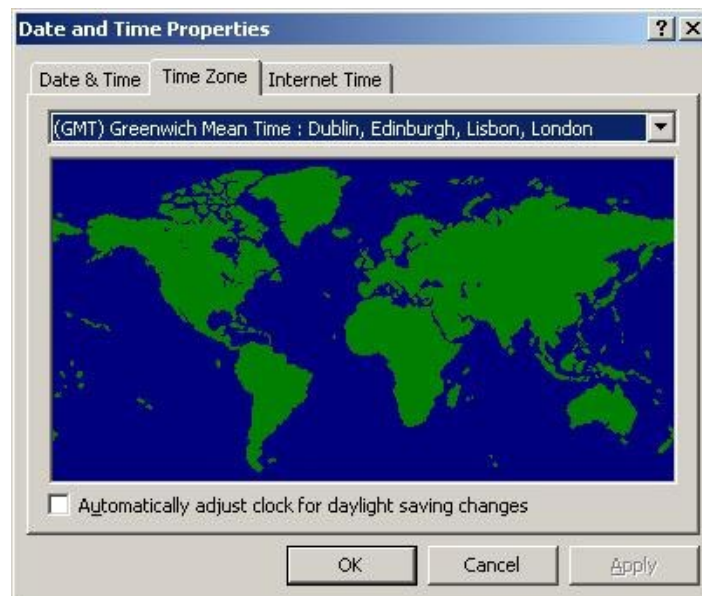 Date and Time Properties
Date & Time Time Zone Internet Time
(GMT) Greenwich Mean Time : Dublin, Edinburgh, Lisbon, London
Automatically adjust clock for daylight saving changes
OK Cancel Apply